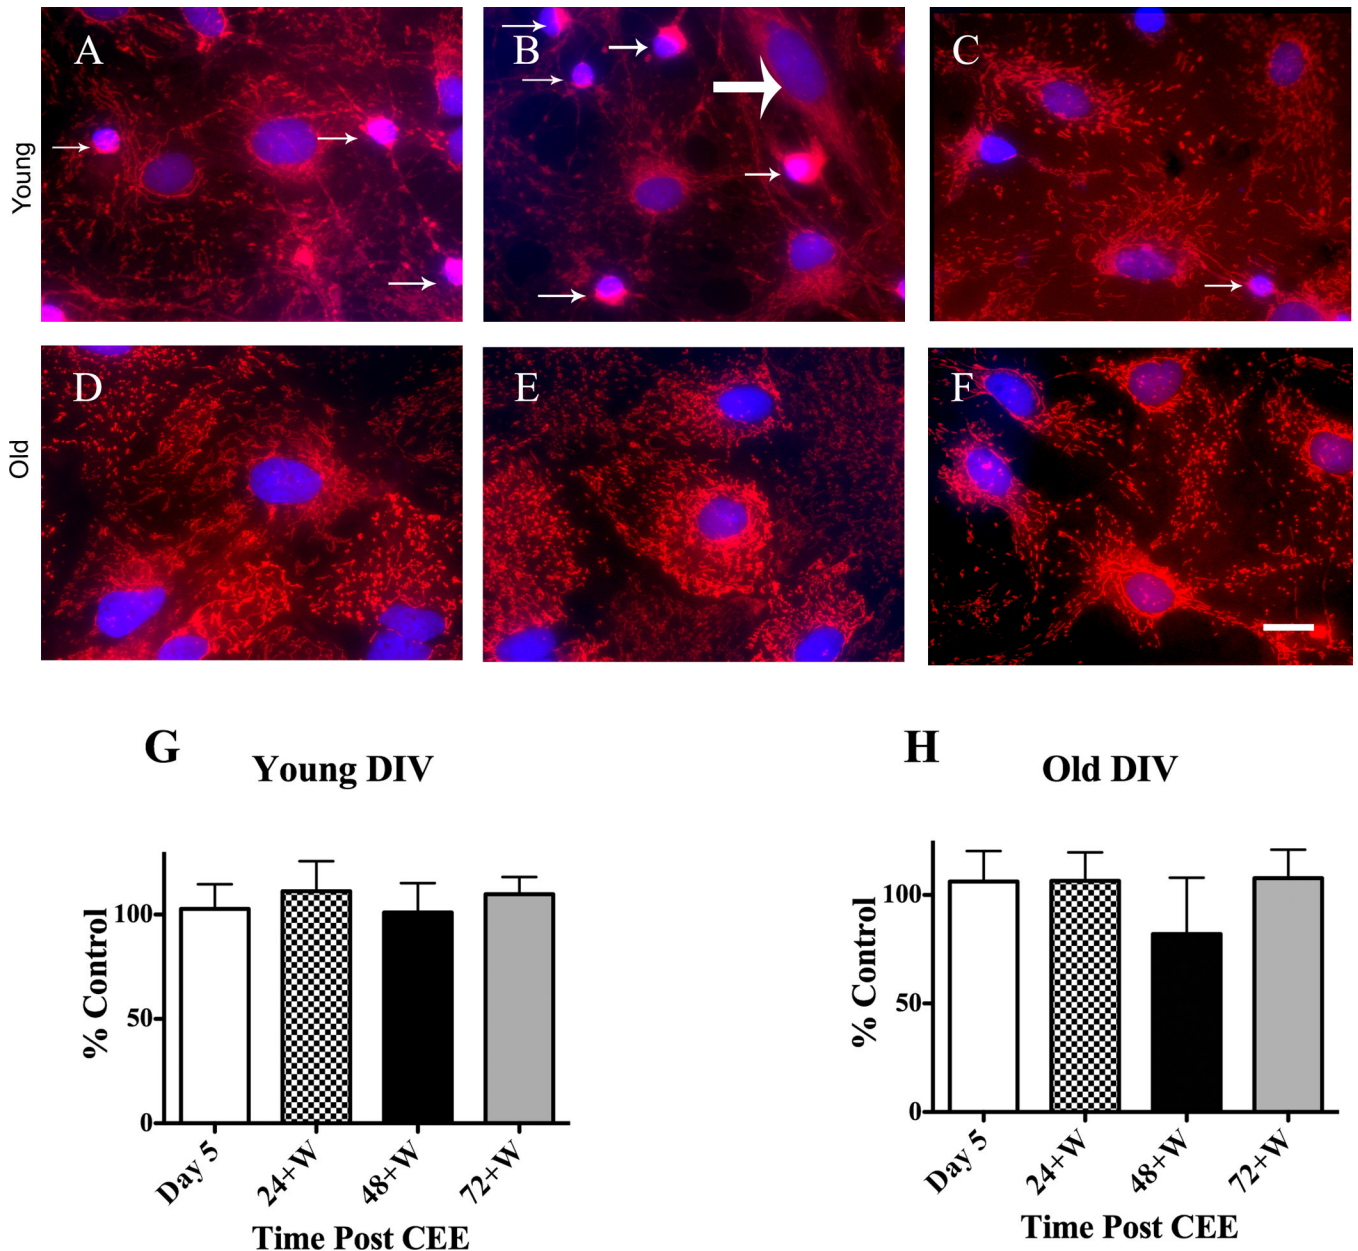 A
B
C
Young
D
E
F
Old
G
Young DIV
% Control
100
50
0
Day 5
24+W
48+W
72+W
Time Post CEE
H
Old DIV
% Control
100
50
0
Day 5
24+W
48+W
72+W
Time Post CEE